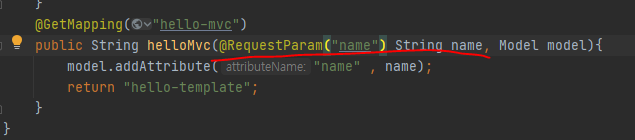 }
@GetMapping("hello-mvc")
public String helloMvc(@RequestParam("name") String name, Model model){
model.addAttribute( attributeName: "name" , name);
return "hello-template";
}
}